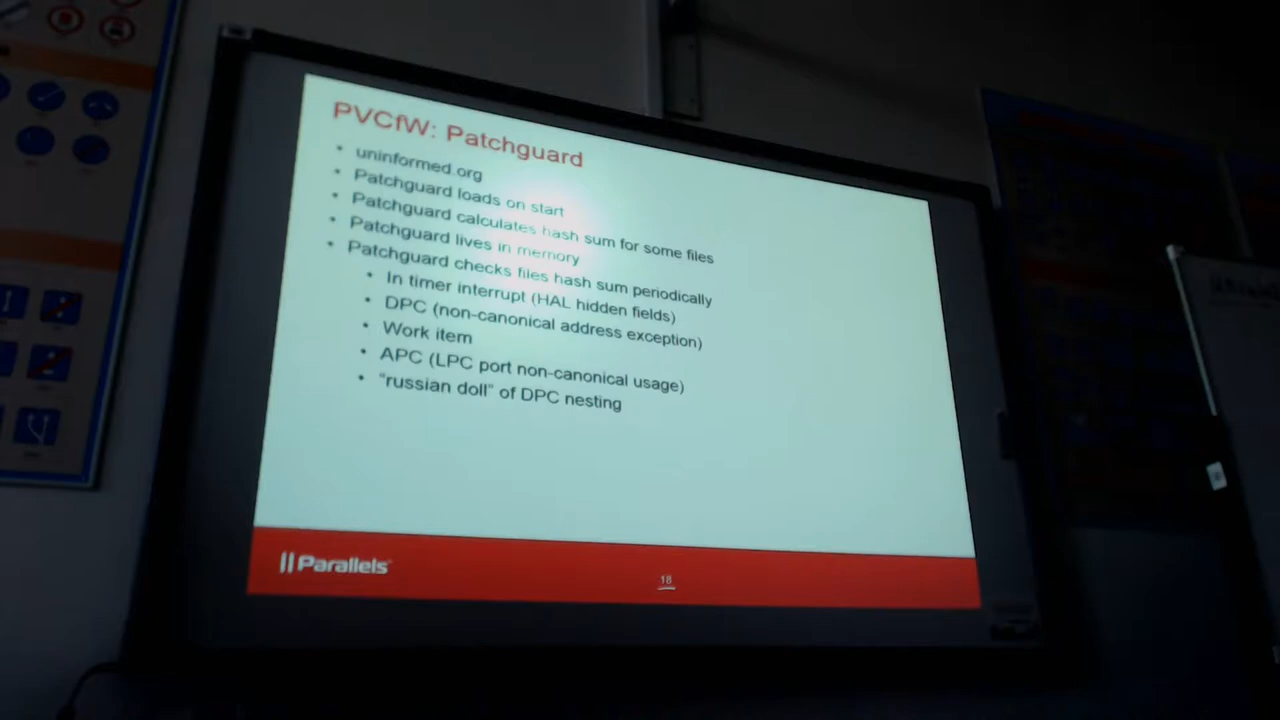 PVCfW: Patchguard
• uninformed.org
• Patchguard loads on start
• Patchguard calculates hash sum for some files
• Patchguard lives in memory
• Patchguard checks files hash sum periodically
• In timer interrupt (HAL hidden fields)
• DPC (non-canonical address exception)
• Work item
• APC (LPC port non-canonical usage)
• “russian doll” of DPC nesting
Parallels
18